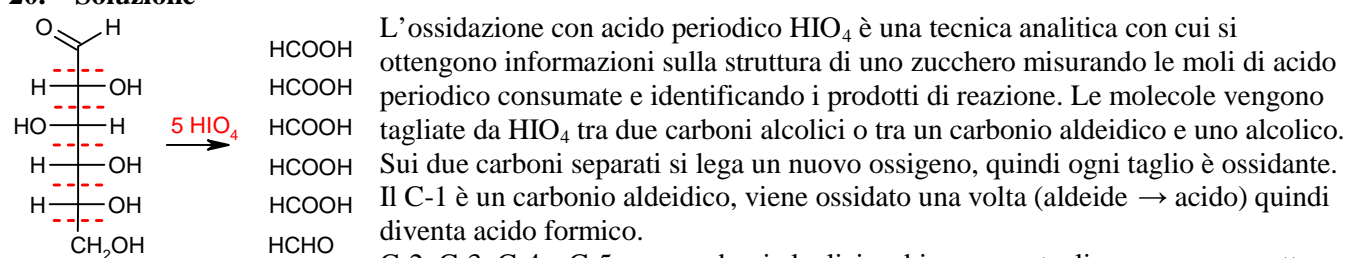 20. Soluzione
O H
H OH
HO H
H OH
H OH
CH₂OH
5 HIO₄
HCOOH
HCOOH
HCOOH
HCOOH
HCOOH
HCHO
L'ossidazione con acido periodico HIO₄ è una tecnica analitica con cui si
ottengono informazioni sulla struttura di uno zucchero misurando le moli di acido
periodico consumate e identificando i prodotti di reazione. Le molecole vengono
tagliate da HIO₄ tra due carboni alcolici o tra un carbonio aldeidico e uno alcolico.
Sui due carboni separati si lega un nuovo ossigeno, quindi ogni taglio è ossidante.
Il C-1 è un carbonio aldeidico, viene ossidato una volta (aldeide → acido) quindi
diventa acido formico.